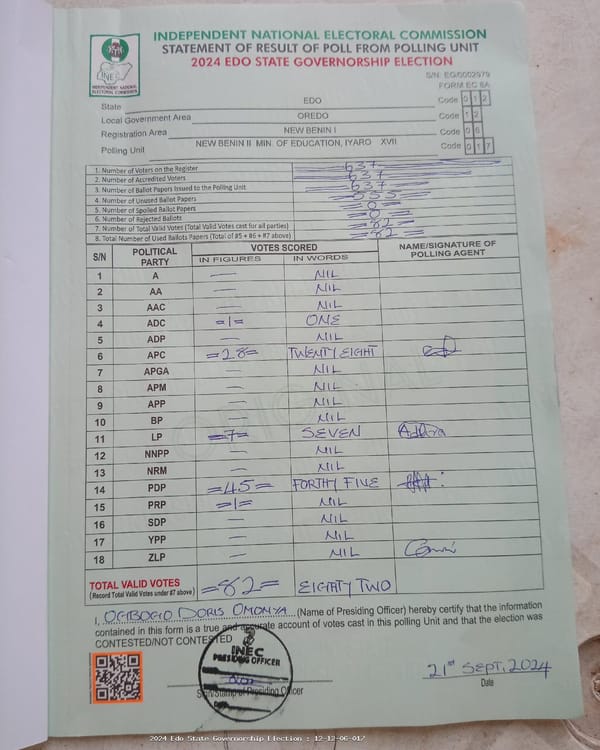 INDEPENDENT NATIONAL ELECTORAL COMMISSION
STATEMENT OF RESULT OF POLL FROM POLLING UNIT
2024 EDO STATE GOVERNORSHIP ELECTION
INEC
INDEPENDENT NATIONAL
ELECTORAL COMMISSION
S/N: EG/0002979
FORM EC 8A
State EDO Code 0 1 2
Local Government Area OREDO Code 1 2
Registration Area NEW BENIN I Code 0 6
Polling Unit NEW BENIN II MIN. OF EDUCATION, IYARO XVII Code 0 1 7
1. Number of Voters on the Register 637
2. Number of Accredited Voters 637
3. Number of Ballot Papers Issued to the Polling Unit 637
4. Number of Unused Ballot Papers 555
5. Number of Spoiled Ballot Papers =0=
6. Number of Rejected Ballots =0=
7. Number of Total Valid Votes (Total Valid Votes cast for all parties) =82=
8. Total Number of Used Ballots Papers (Total of #5 + #6 + #7 above) =82=
S/N POLITICAL PARTY VOTES SCORED NAME/SIGNATURE OF POLLING AGENT
IN FIGURES IN WORDS
1 A — NIL
2 AA — NIL
3 AAC — NIL
4 ADC =1= ONE
5 ADP — NIL
6 APC =28= TWENTY EIGHT
7 APGA — NIL
8 APM — NIL
9 APP — NIL
10 BP — NIL
11 LP =7= SEVEN
12 NNPP — NIL
13 NRM — NIL
14 PDP =45= FORTHY FIVE
15 PRP =1= NIL
16 SDP — NIL
17 YPP — NIL
18 ZLP — NIL
TOTAL VALID VOTES =82= EIGHTY TWO
(Record Total Valid Votes under #7 above)
I, OGIBOGIO DORIS OMONYA (Name of Presiding Officer) hereby certify that the information
contained in this form is a true and accurate account of votes cast in this polling Unit and that the election was
CONTESTED/NOT CONTESTED
INEC
PRESIDING OFFICER
Sign/Stamp of Presiding Officer
Date
21st SEPT, 2024
Date
2024 Edo State Governorship Election : 12-12-06-017